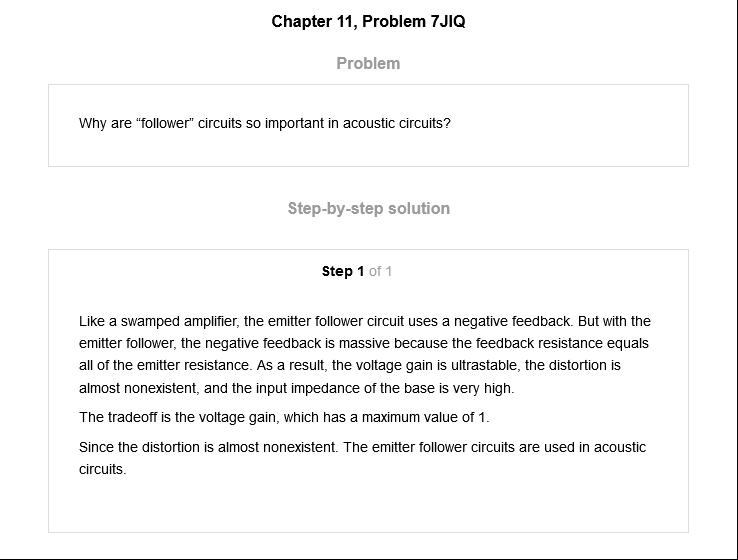 Chapter 11, Problem 7JIQ
Problem
Why are “follower” circuits so important in acoustic circuits?
Step-by-step solution
Step 1 of 1
Like a swamped amplifier, the emitter follower circuit uses a negative feedback. But with the
emitter follower, the negative feedback is massive because the feedback resistance equals
all of the emitter resistance. As a result, the voltage gain is ultrastable, the distortion is
almost nonexistent, and the input impedance of the base is very high.
The tradeoff is the voltage gain, which has a maximum value of 1.
Since the distortion is almost nonexistent. The emitter follower circuits are used in acoustic
circuits.